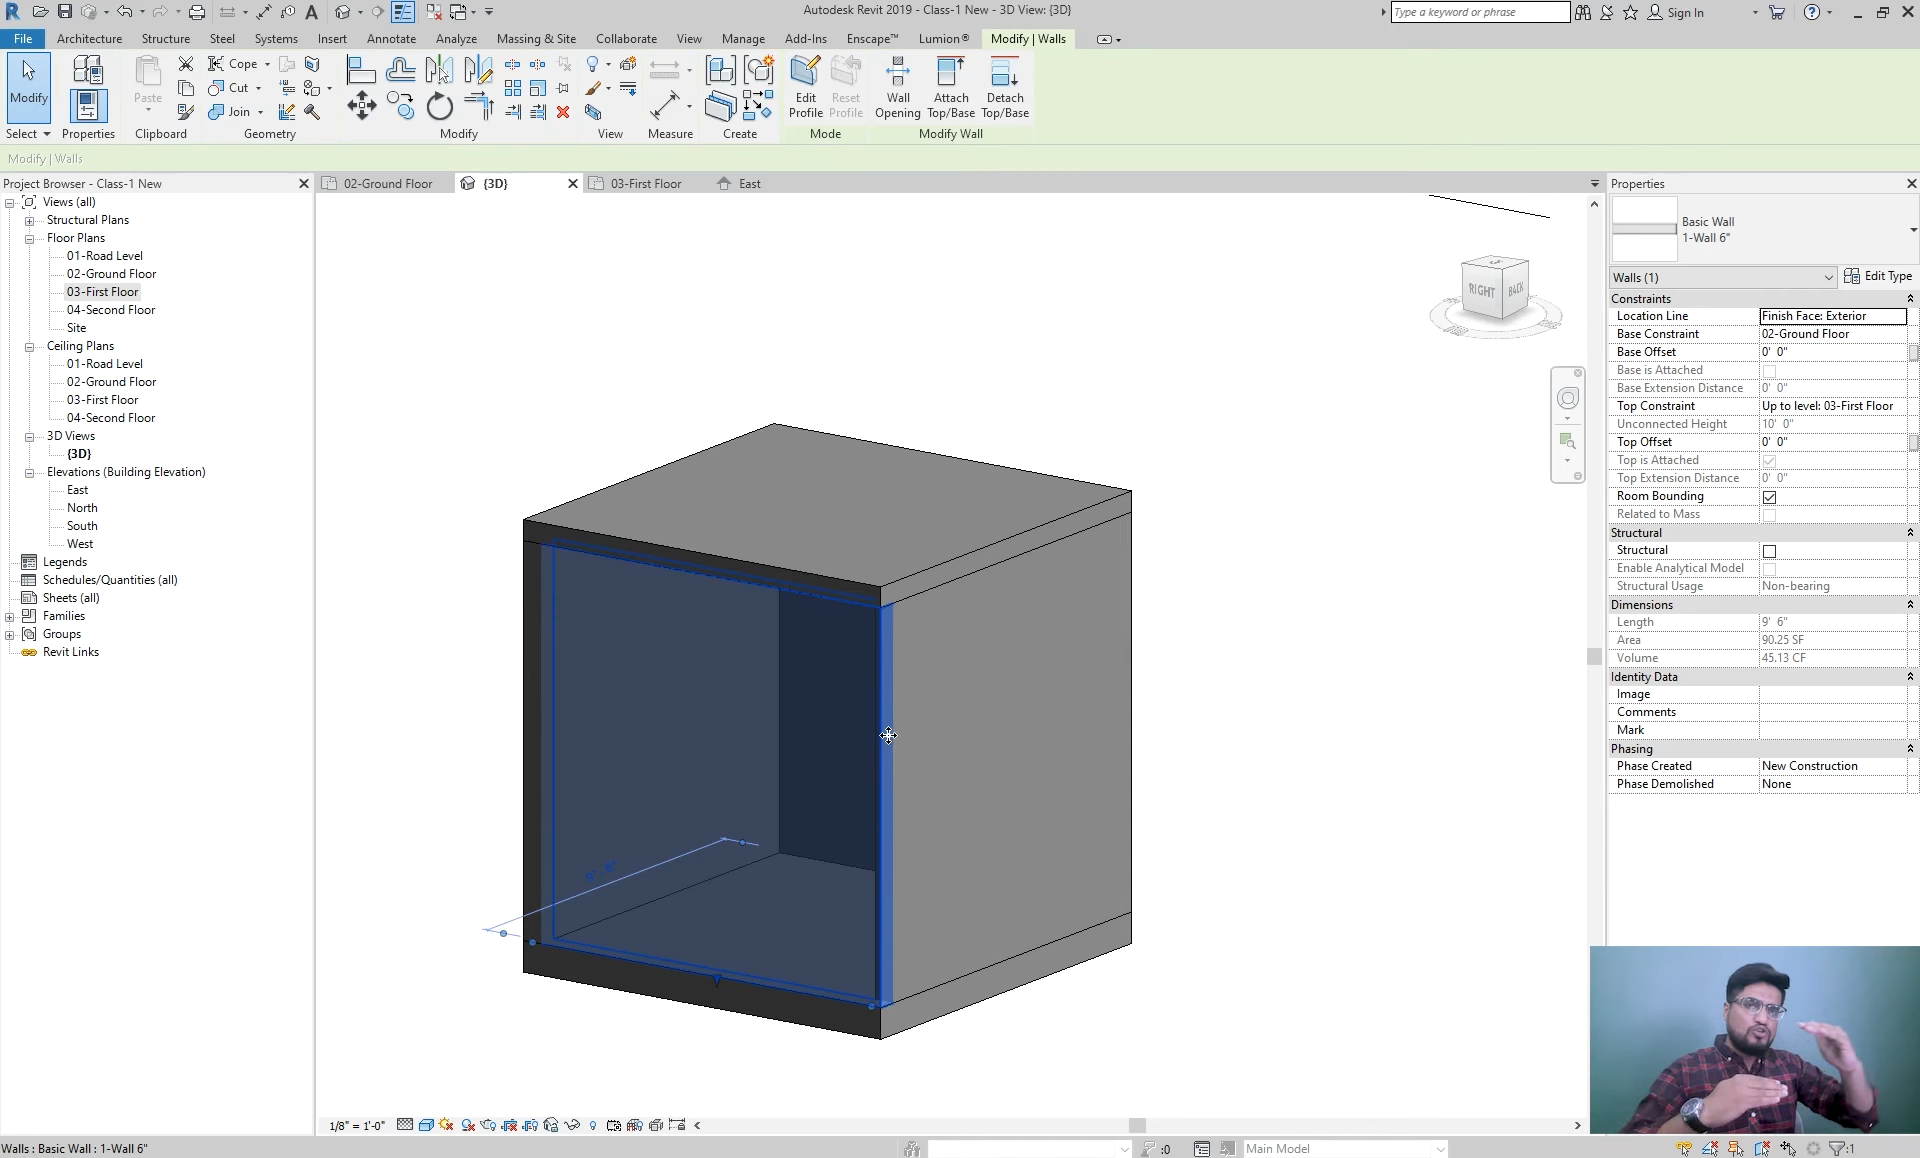 Autodesk Revit 2019 - Class-1 New - 3D View: {3D}
Type a keyword or phrase
Sign In
File Architecture Structure Steel Systems Insert Annotate Analyze Massing & Site Collaborate View Manage Add-Ins Enscape™ Lumion® Modify | Walls
Modify
Paste
Cope
Cut
Join
Edit Profile
Reset Profile
Wall Opening
Attach Top/Base
Detach Top/Base
Select Properties Clipboard Geometry Modify View Measure Create Mode Modify Wall
Modify | Walls
Project Browser - Class-1 New
Views (all)
Structural Plans
Floor Plans
01-Road Level
02-Ground Floor
03-First Floor
04-Second Floor
Site
Ceiling Plans
01-Road Level
02-Ground Floor
03-First Floor
04-Second Floor
3D Views
{3D}
Elevations (Building Elevation)
East
North
South
West
Legends
Schedules/Quantities (all)
Sheets (all)
Families
Groups
Revit Links
02-Ground Floor {3D} 03-First Floor East
RIGHT BACK
Properties
Basic Wall
1-Wall 6"
Walls (1) Edit Type
Constraints
Location Line Finish Face: Exterior
Base Constraint 02-Ground Floor
Base Offset 0' 0"
Base is Attached
Base Extension Distance 0' 0"
Top Constraint Up to level: 03-First Floor
Unconnected Height 10' 0"
Top Offset 0' 0"
Top is Attached
Top Extension Distance 0' 0"
Room Bounding
Related to Mass
Structural
Structural
Enable Analytical Model
Structural Usage Non-bearing
Dimensions
Length 9' 6"
Area 90.25 SF
Volume 45.13 CF
Identity Data
Image
Comments
Mark
Phasing
Phase Created New Construction
Phase Demolished None
1/8" = 1'-0"
Walls : Basic Wall : 1-Wall 6"
:0
Main Model
:1